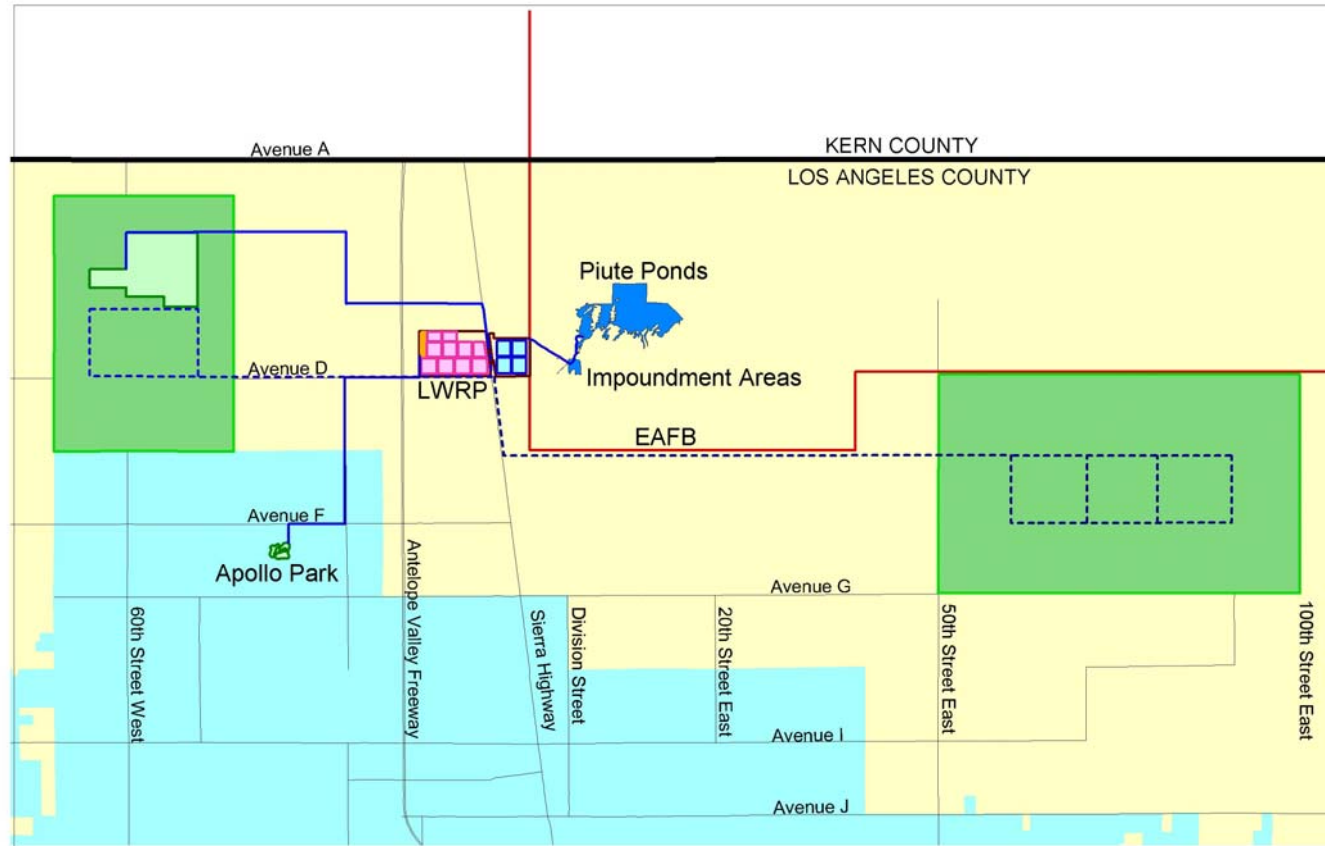 KERN COUNTY
Avenue A
LOS ANGELES COUNTY
Piute Ponds
Avenue D
Impoundment Areas
LWRP
EAFB
Avenue F
Apollo Park
Avenue G
60th Street West
Antelope Valley Freeway
Sierra Highway
Division Street
20th Street East
50th Street East
100th Street East
Avenue I
Avenue J